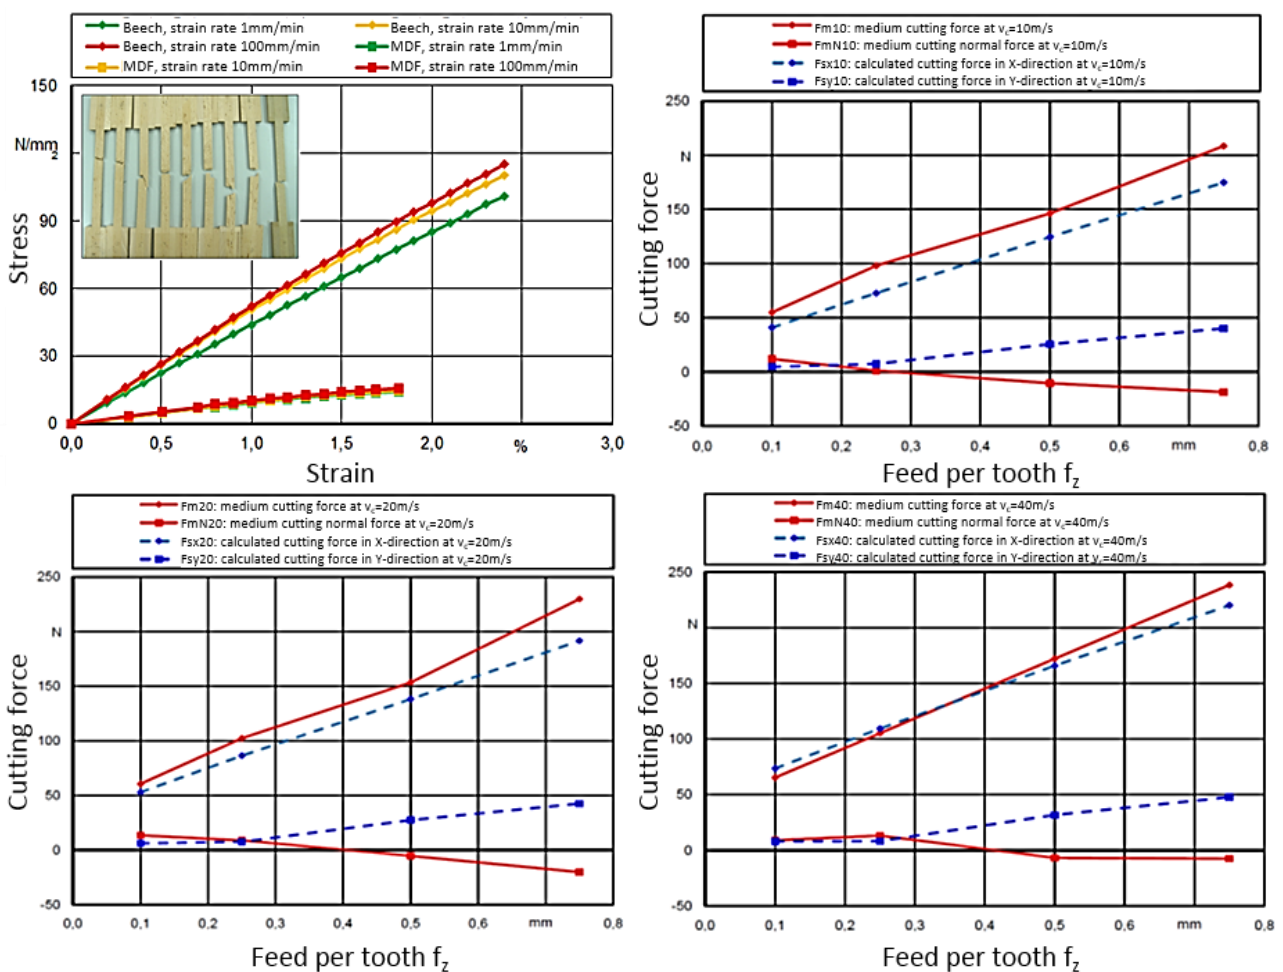 Beech, strain rate 1mm/min
Beech, strain rate 10mm/min
Beech, strain rate 100mm/min
MDF, strain rate 1mm/min
MDF, strain rate 10mm/min
MDF, strain rate 100mm/min
150
N/mm2
90
60
30
0
Stress
0,0 0,5 1,0 1,5 2,0 % 3,0
Strain
Fm10: medium cutting force at vc=10m/s
FmN10: medium cutting normal force at vc=10m/s
Fsx10: calculated cutting force in X-direction at vc=10m/s
Fsy10: calculated cutting force in Y-direction at vc=10m/s
250
N
150
100
50
0
-50
Cutting force
0,0 0,1 0,2 0,3 0,5 0,6 mm 0,8
Feed per tooth fz
Fm20: medium cutting force at vc=20m/s
FmN20: medium cutting normal force at vc=20m/s
Fsx20: calculated cutting force in X-direction at vc=20m/s
Fsy20: calculated cutting force in Y-direction at vc=20m/s
250
N
150
100
50
0
-50
Cutting force
0,0 0,1 0,2 0,3 0,4 0,5 0,6 mm 0,8
Feed per tooth fz
Fm40: medium cutting force at vc=40m/s
FmN40: medium cutting normal force at vc=40m/s
Fsx40: calculated cutting force in X-direction at vc=40m/s
Fsy40: calculated cutting force in Y-direction at vc=40m/s
250
N
150
100
50
0
-50
Cutting force
0,0 0,1 0,2 0,3 0,4 0,5 0,6 mm 0,8
Feed per tooth fz